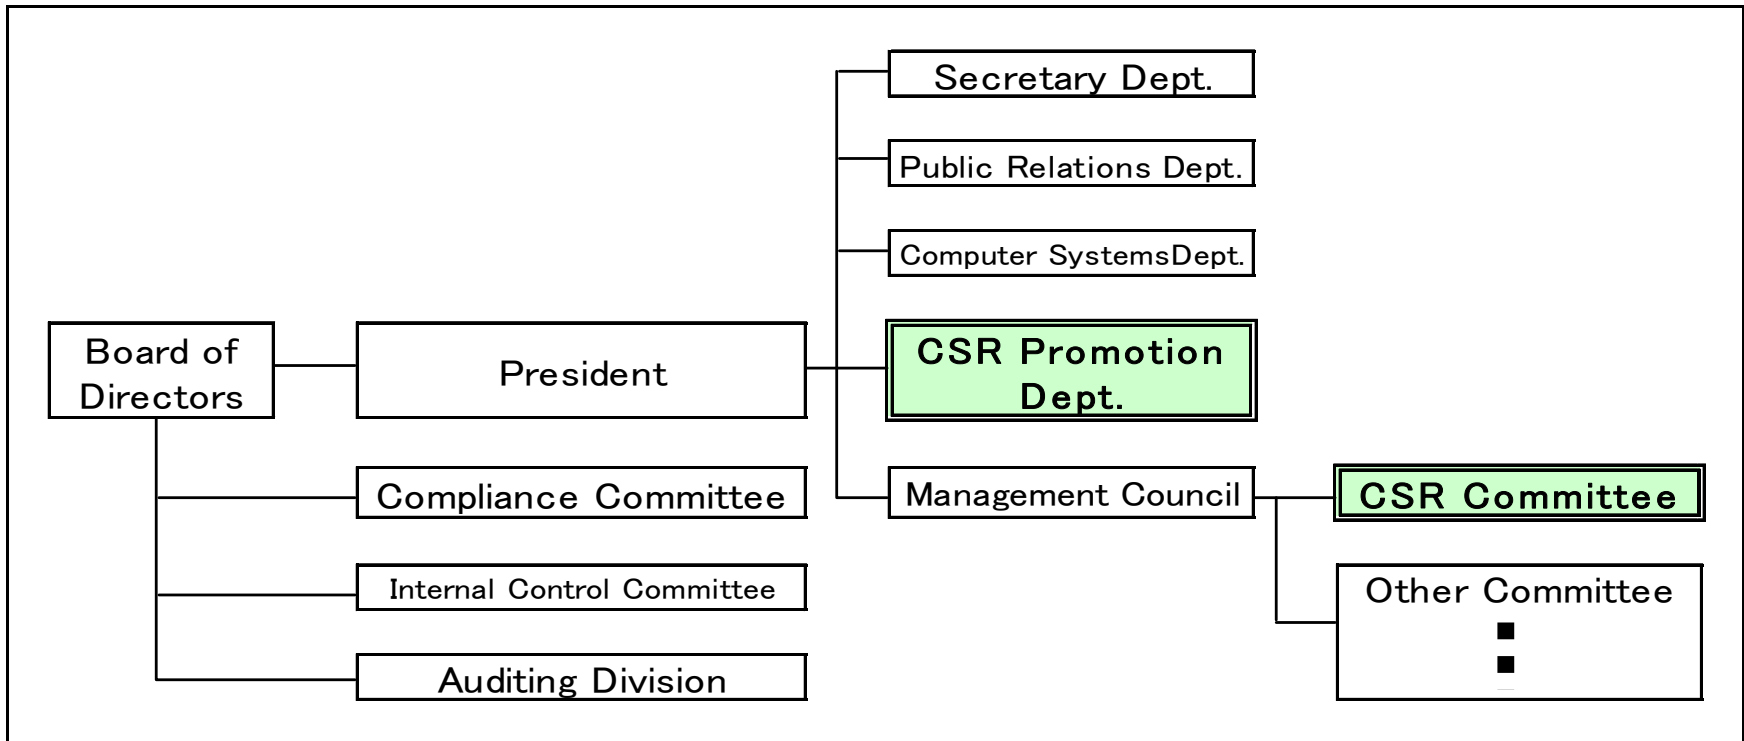 Secretary Dept.
Public Relations Dept.
Computer SystemsDept.
Board of
Directors
President
CSR Promotion
Dept.
Compliance Committee
Management Council
CSR Committee
Internal Control Committee
Other Committee
■
■
Auditing Division